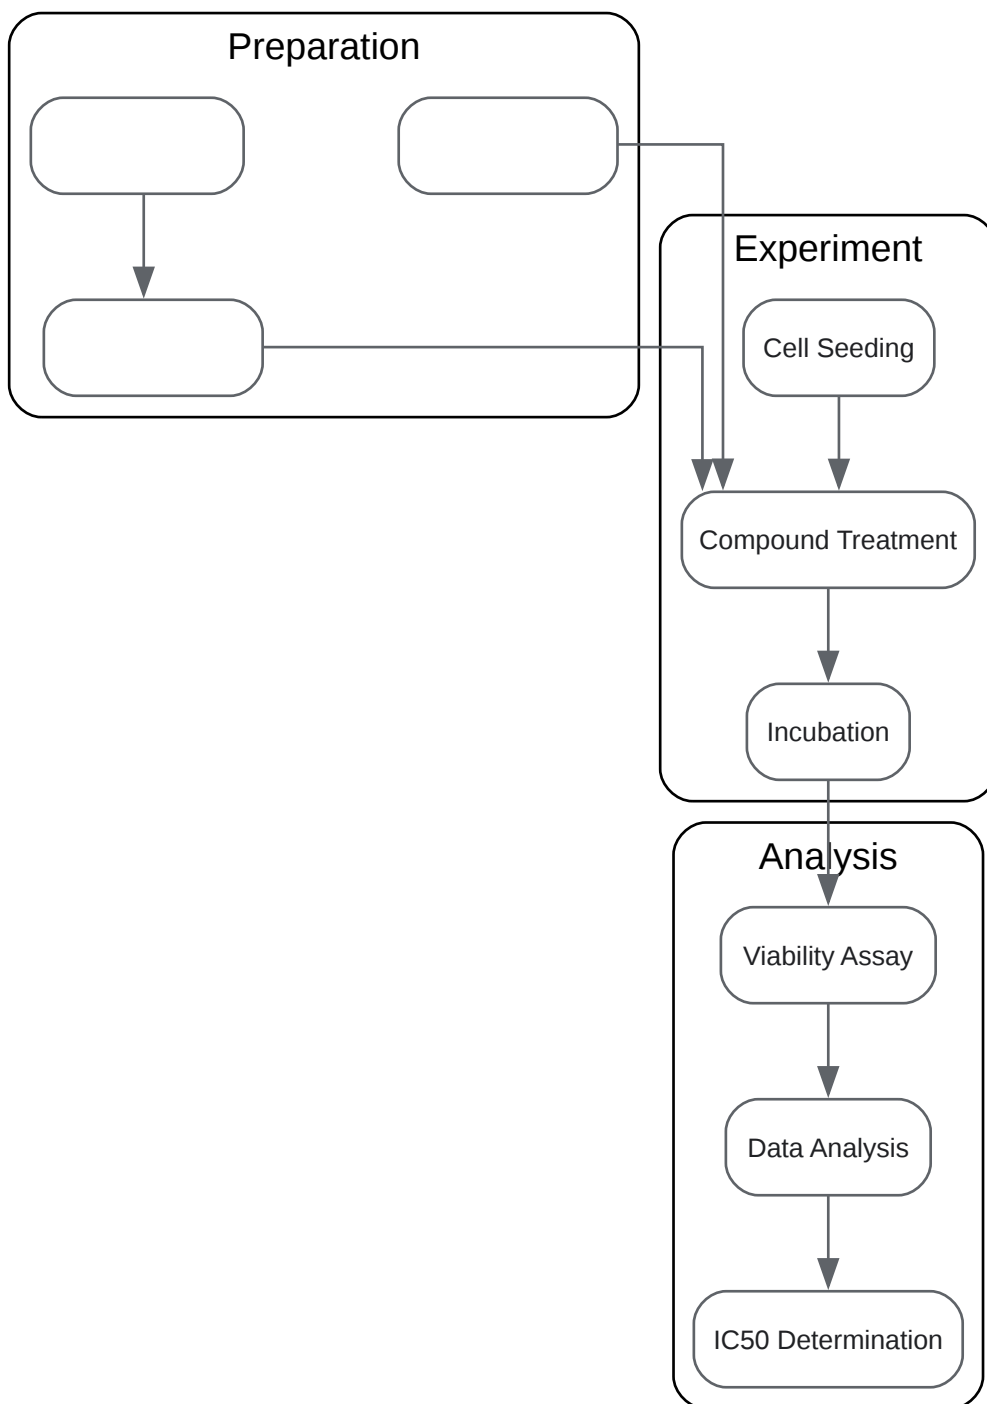 Preparation
Experiment
Cell Seeding
Compound Treatment
Incubation
Analysis
Viability Assay
Data Analysis
IC50 Determination